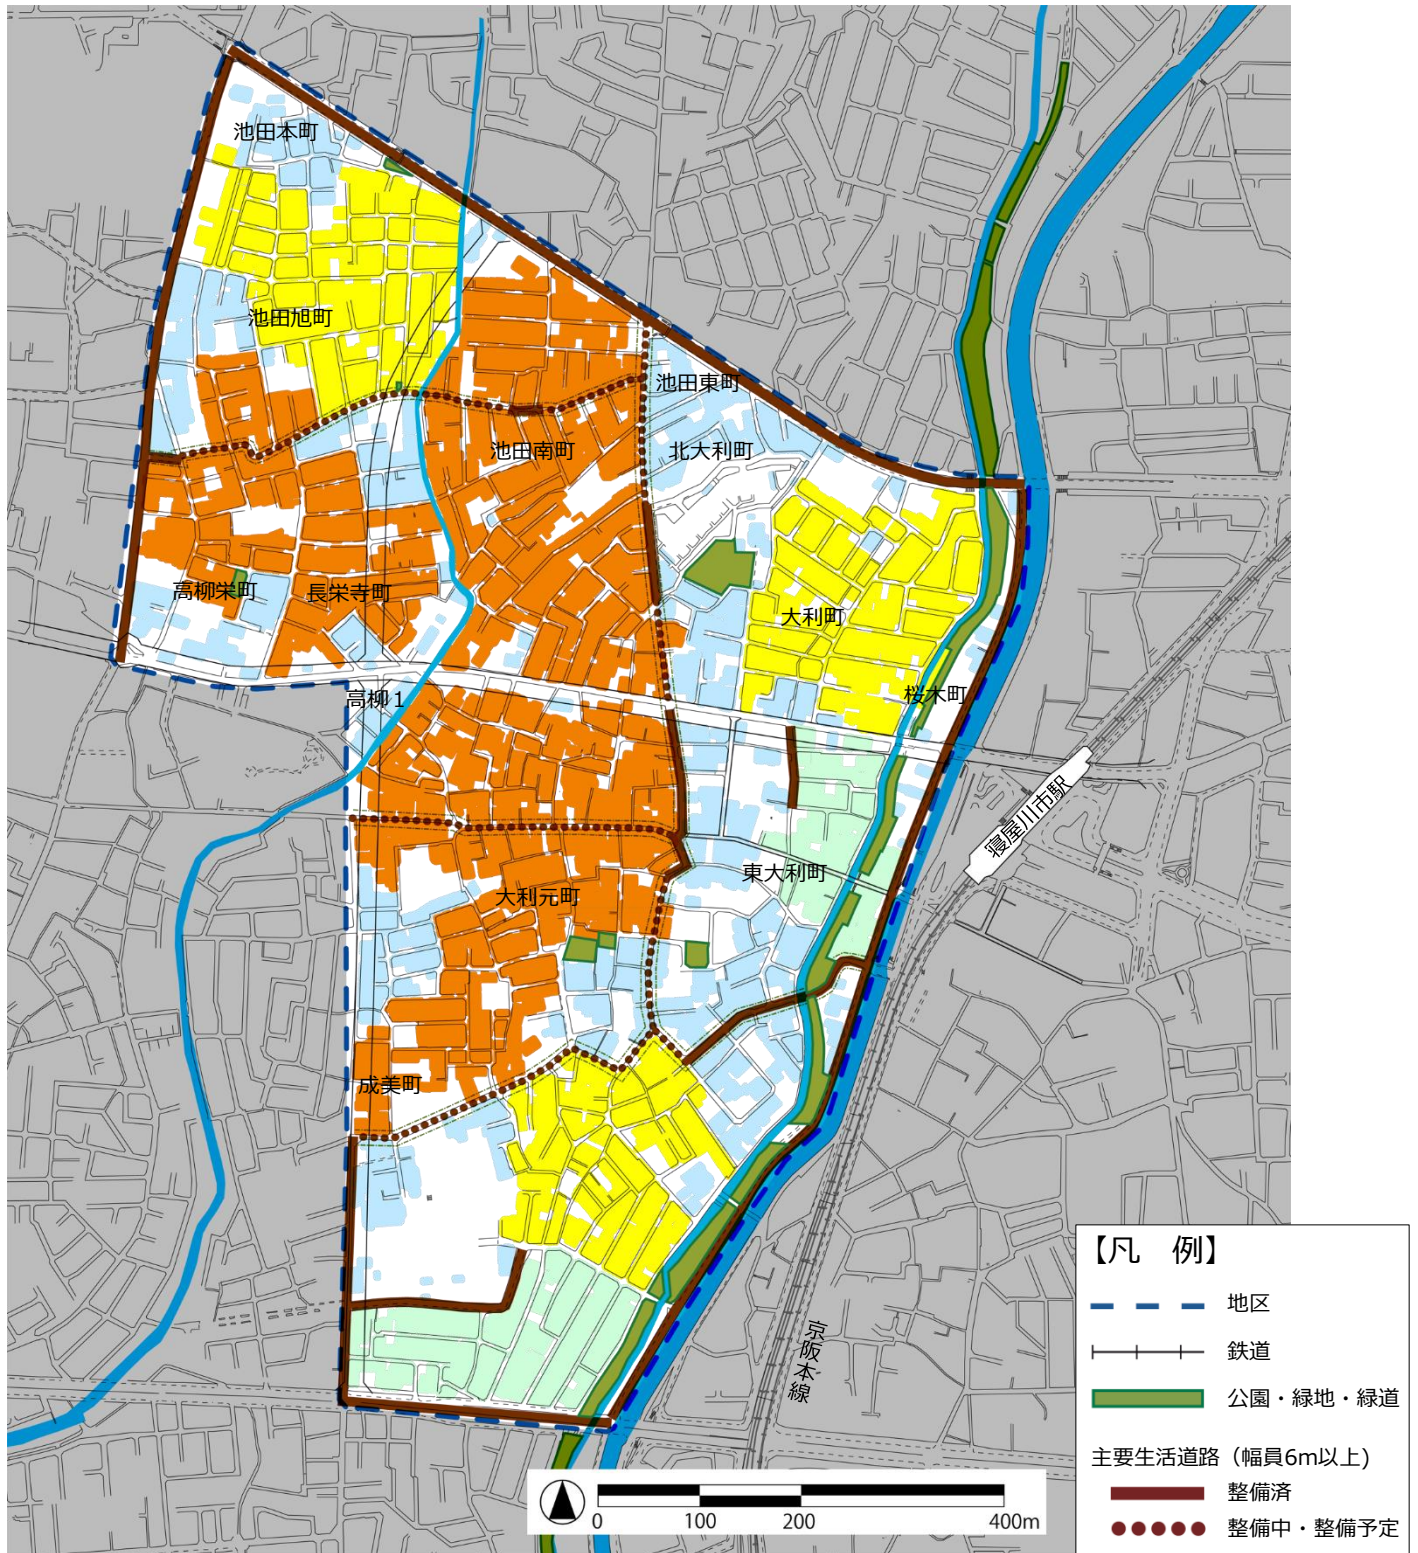 池田本町
池田旭町
池田東町
池田南町
北大利町
高柳栄町
長栄寺町
大利町
高柳1
桜木町
寝屋川市駅
東大利町
大利元町
成美町
京阪本線
【凡 例】
地区
鉄道
公園・緑地・緑道
主要生活道路(幅員6m以上)
整備済
整備中・整備予定
0 100 200 400m